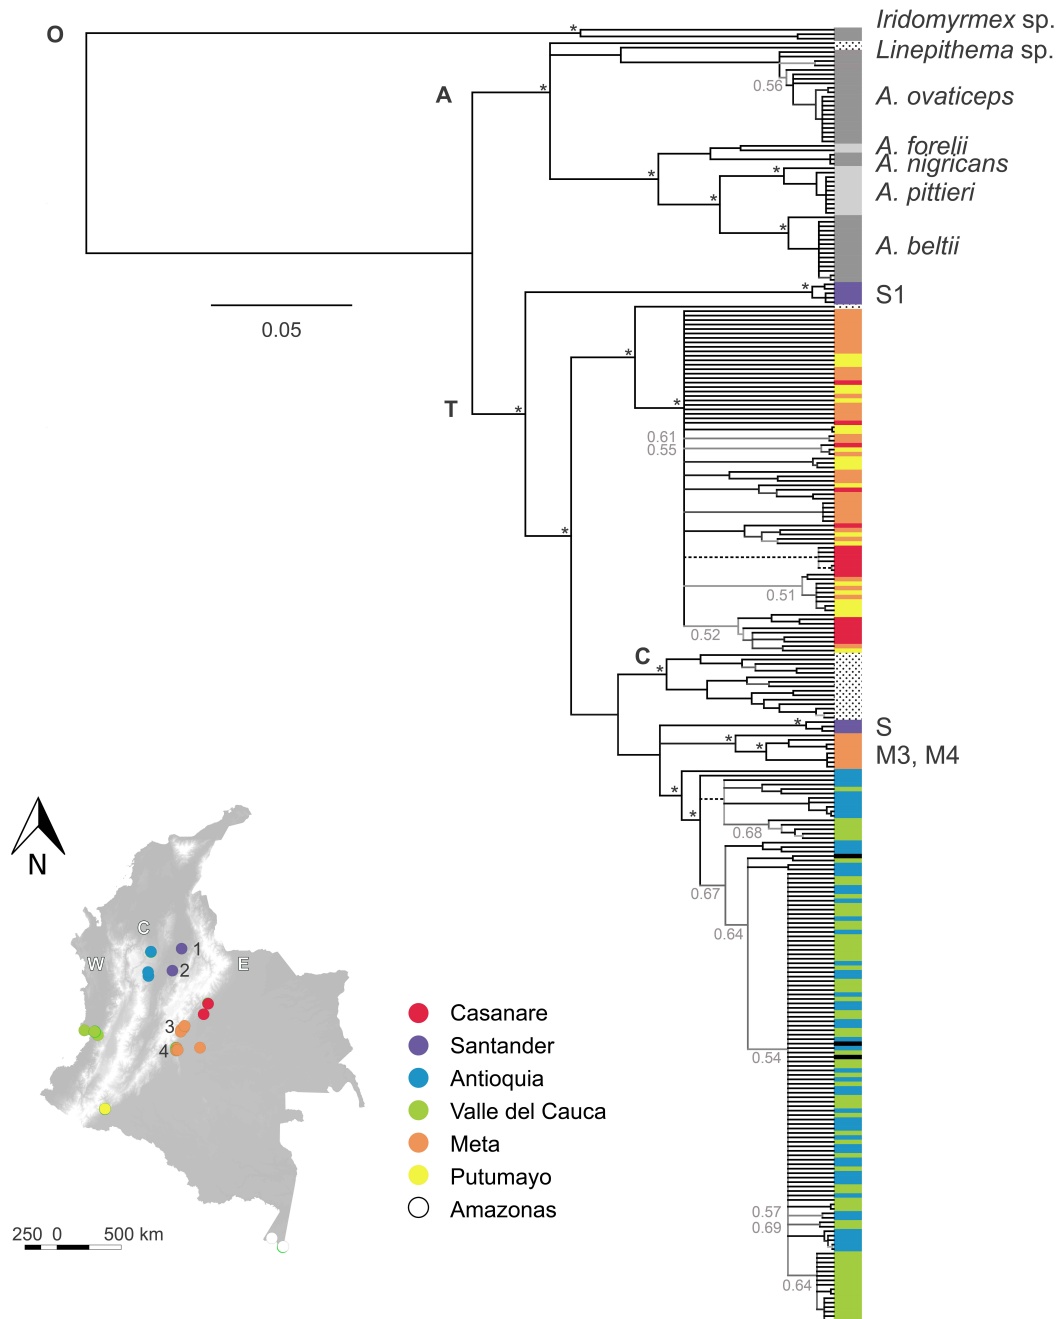 O
*
Iridomyrmex sp.
Linepithema sp.
A
*
0.56
A. ovaticeps
A. forelii
A. nigricans
*
*
A. pittieri
*
*
A. beltii
*
S1
0.05
*
T
*
*
0.61
0.55
*
0.51
0.52
C
*
*
S
*
*
M3, M4
*
*
0.68
0.67
0.64
0.54
0.57
0.69
0.64
N
C
W
E
1
2
3
4
Casanare
Santander
Antioquia
Valle del Cauca
Meta
Putumayo
Amazonas
250 0 500 km